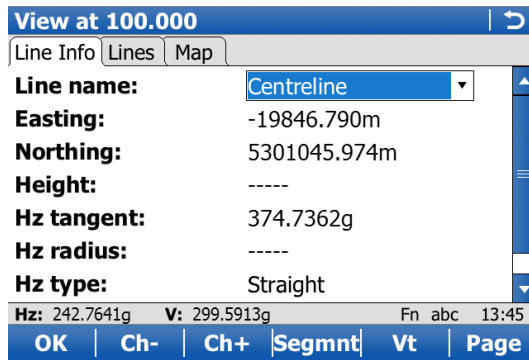 View at 100.000
Line Info Lines Map
Line name: Centreline
Easting: -19846.790m
Northing: 5301045.974m
Height: -----
Hz tangent: 374.7362g
Hz radius: -----
Hz type: Straight
Hz: 242.7641g V: 299.5913g Fn abc 13:45
OK Ch- Ch+ Segmnt Vt Page